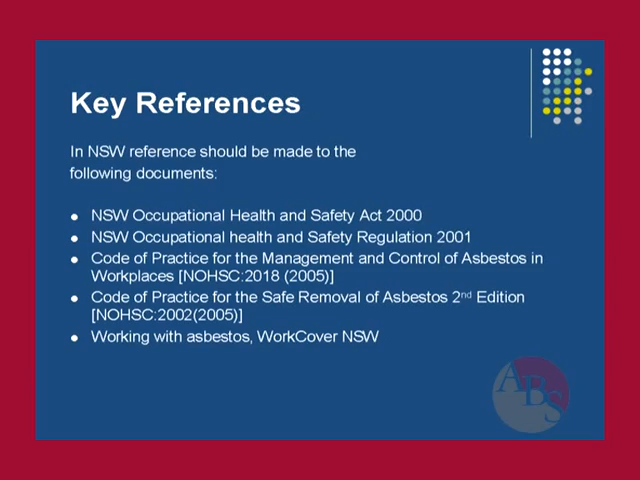 Key References
In NSW reference should be made to the
following documents:
NSW Occupational Health and Safety Act 2000
NSW Occupational health and Safety Regulation 2001
Code of Practice for the Management and Control of Asbestos in
Workplaces [NOHSC:2018 (2005)]
Code of Practice for the Safe Removal of Asbestos 2nd Edition
[NOHSC:2002(2005)]
Working with asbestos, WorkCover NSW
ABS